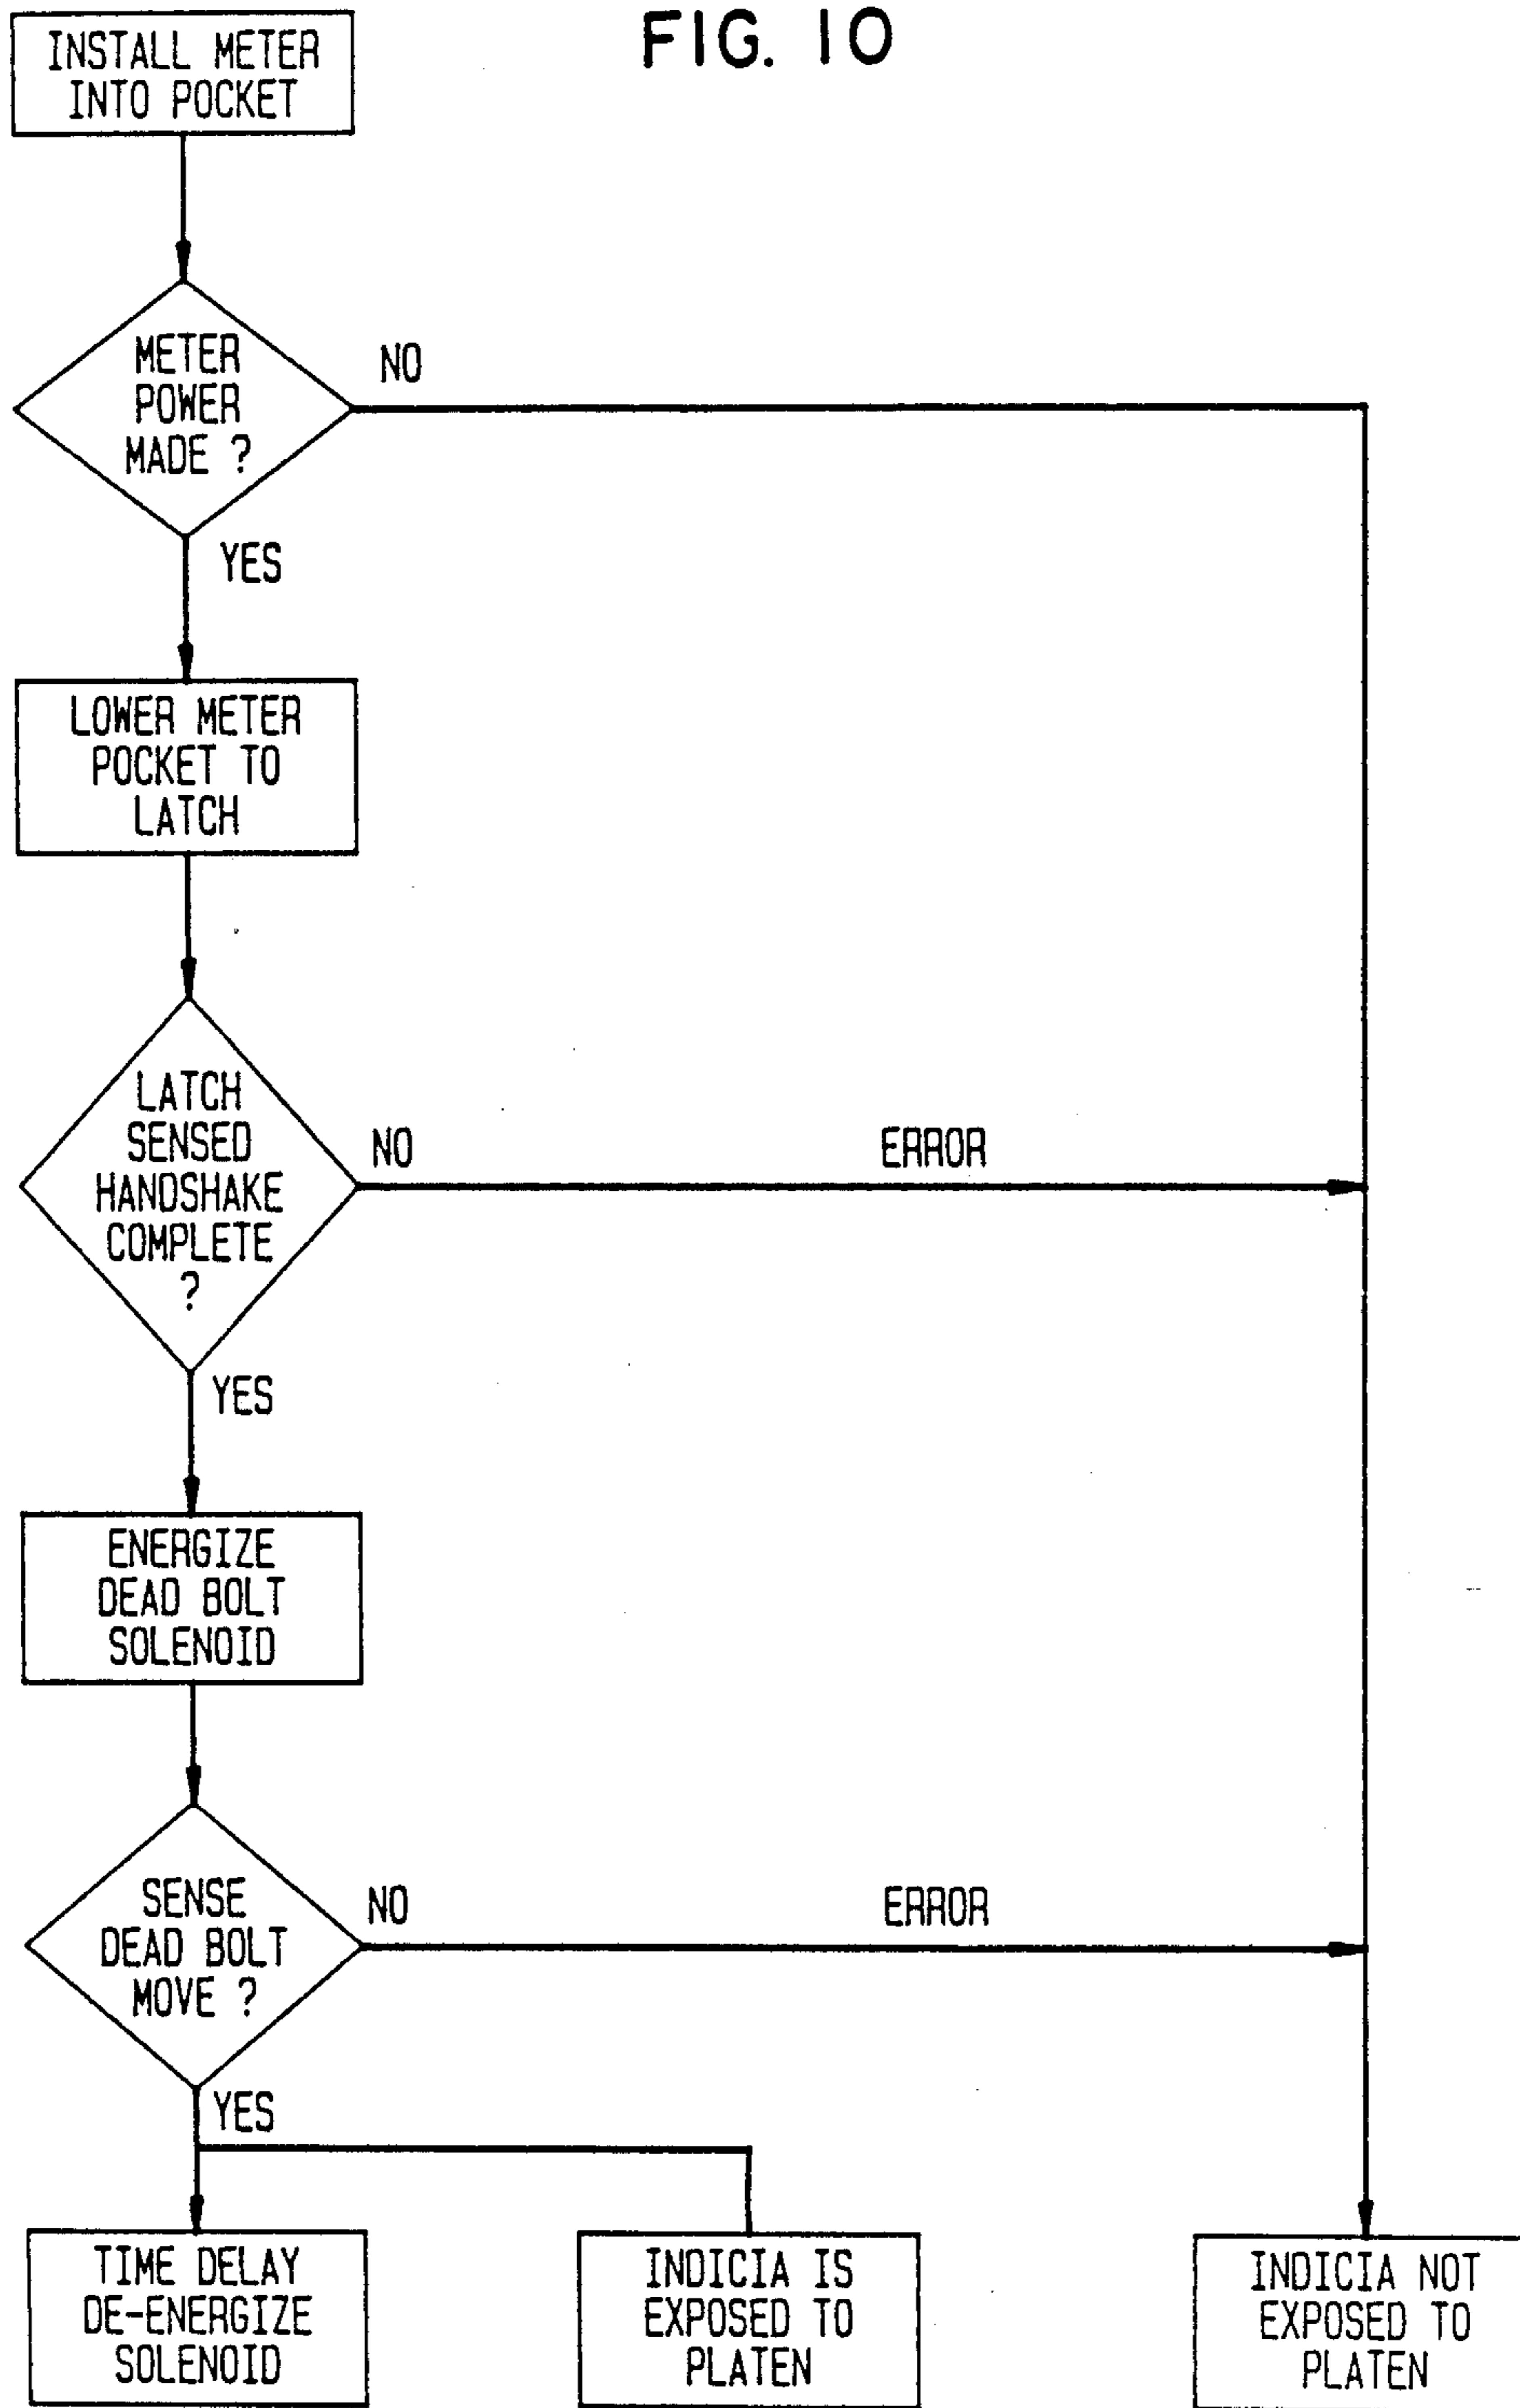 FIG. 10
INSTALL METER
INTO POCKET
METER
POWER
MADE ?
NO
YES
LOWER METER
POCKET TO
LATCH
LATCH
SENSED
HANDSHAKE
COMPLETE
?
NO
ERROR
YES
ENERGIZE
DEAD BOLT
SOLENOID
SENSE
DEAD BOLT
MOVE ?
NO
ERROR
YES
TIME DELAY
DE-ENERGIZE
SOLENOID
INDICIA IS
EXPOSED TO
PLATEN
INDICIA NOT
EXPOSED TO
PLATEN